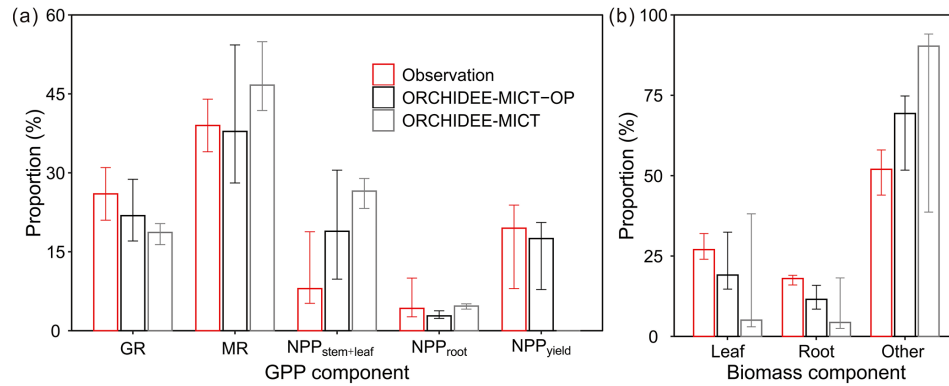 (a)
60
45
30
15
0
Proportion (%)
Observation
ORCHIDEE-MICT-OP
ORCHIDEE-MICT
GR MR NPPstem+leaf NPProot NPPyield
GPP component
(b)
100
75
50
25
0
Proportion (%)
Leaf Root Other
Biomass component